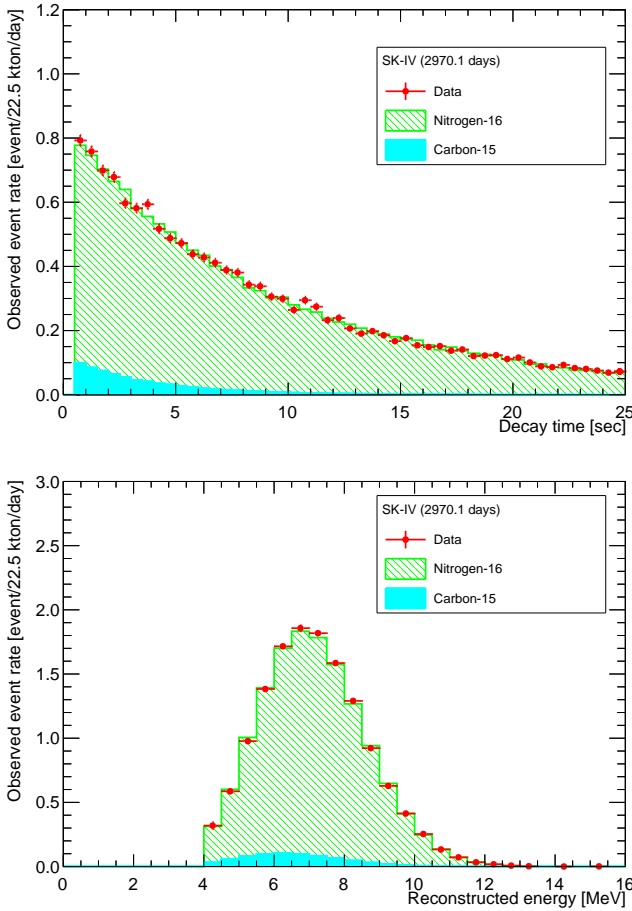 Observed event rate [event/22.5 kton/day]
1.2
1.0
0.8
0.6
0.4
0.2
0.0
SK-IV (2970.1 days)
Data
Nitrogen-16
Carbon-15
0 5 10 15 20 25
Decay time [sec]
Observed event rate [event/22.5 kton/day]
3.0
2.5
2.0
1.5
1.0
0.5
0.0
SK-IV (2970.1 days)
Data
Nitrogen-16
Carbon-15
0 2 4 6 8 10 12 14 16
Reconstructed energy [MeV]